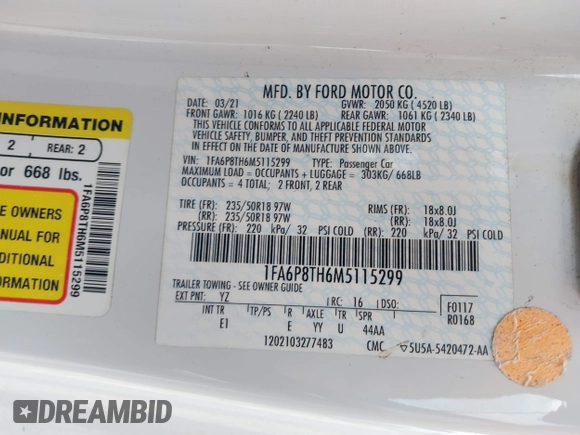 INFORMATION
2 REAR: 2
or 668 lbs.
E OWNERS
NUAL FOR
DITIONAL
ORMATION
1FA6P8TH6M5115299
MFD. BY FORD MOTOR CO.
DATE: 03/21 GVWR: 2050 KG ( 4520 LB)
FRONT GAWR: 1016 KG ( 2240 LB) REAR GAWR: 1061 KG ( 2340 LB)
THIS VEHICLE CONFORMS TO ALL APPLICABLE FEDERAL MOTOR
VEHICLE SAFETY, BUMPER, AND THEFT PREVENTION STANDARDS
IN EFFECT ON THE DATE OF MANUFACTURE SHOWN ABOVE.
VIN: 1FA6P8TH6M5115299 TYPE: Passenger Car
MAXIMUM LOAD = OCCUPANTS + LUGGAGE = 303KG/ 668LB
OCCUPANTS = 4 TOTAL: 2 FRONT, 2 REAR
TIRE (FR): 235/50R18 97W RIMS (FR): 18x8.0J
(RR): 235/50R18 97W (RR): 18x8.0J
PRESSURE (FR): 220 kPa/ 32 PSI COLD (RR): 220 kPa/ 32 PSI COLD
1FA6P8TH6M5115299
TRAILER TOWING - SEE OWNER GUIDE
EXT PNT: YZ RC: 16 F0117
INT TR TP/PS R AXLE TR SPR R0168
E1 E YY U 44AA
1202103277483 CMC 5U5A-5420472-AA
DREAMBID